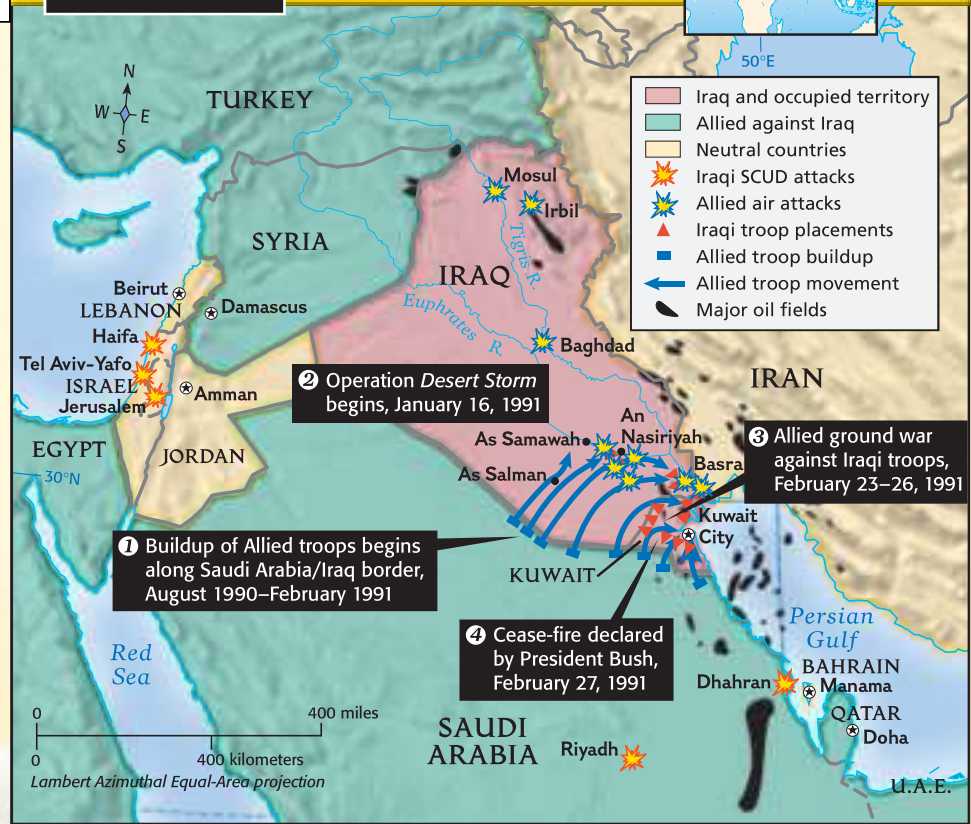 50°E
N
W
E
S
Iraq and occupied territory
Allied against Iraq
Neutral countries
Iraqi SCUD attacks
Allied air attacks
Iraqi troop placements
Allied troop buildup
Allied troop movement
Major oil fields
TURKEY
Mosul
Irbil
Tigris R.
SYRIA
IRAQ
Beirut
LEBANON
Damascus
Euphrates R.
Haifa
Baghdad
Tel Aviv-Yafo
ISRAEL
Jerusalem
Amman
2 Operation Desert Storm
begins, January 16, 1991
IRAN
An
Nasiriyah
As Samawah
As Salman
EGYPT
JORDAN
30°N
3 Allied ground war
against Iraqi troops,
February 23–26, 1991
Basra
Kuwait
City
1 Buildup of Allied troops begins
along Saudi Arabia/Iraq border,
August 1990–February 1991
KUWAIT
4 Cease-fire declared
by President Bush,
February 27, 1991
Persian
Gulf
Red
Sea
BAHRAIN
Dhahran
Manama
QATAR
Doha
SAUDI
ARABIA
Riyadh
U.A.E.
0
400 miles
0
400 kilometers
Lambert Azimuthal Equal-Area projection